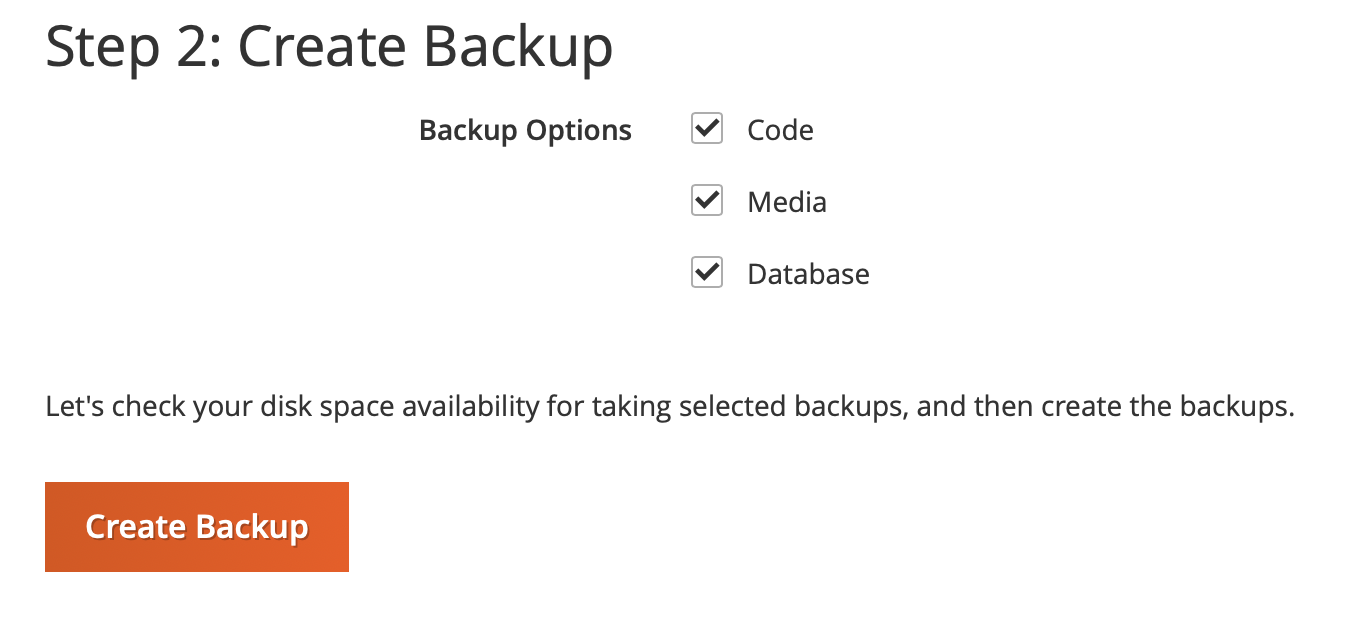 Step 2: Create Backup
Backup Options Code
Media
Database
Let's check your disk space availability for taking selected backups, and then create the backups.
Create Backup